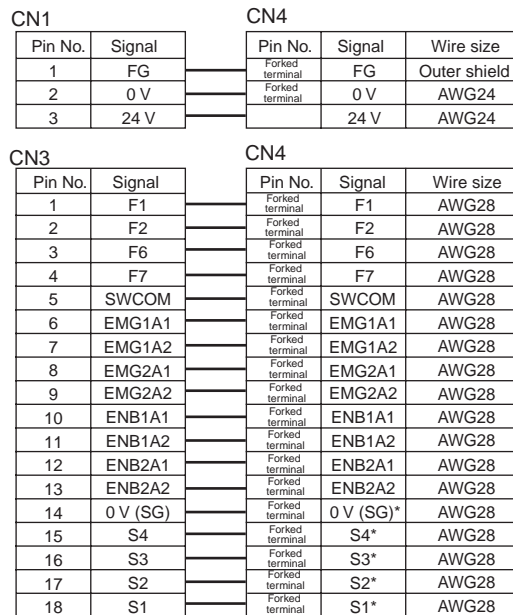 CN1 CN4
Pin No. Signal Pin No. Signal Wire size
1 FG Forked terminal FG Outer shield
2 0 V Forked terminal 0 V AWG24
3 24 V 24 V AWG24
CN3 CN4
Pin No. Signal Pin No. Signal Wire size
1 F1 Forked terminal F1 AWG28
2 F2 Forked terminal F2 AWG28
3 F6 Forked terminal F6 AWG28
4 F7 Forked terminal F7 AWG28
5 SWCOM Forked terminal SWCOM AWG28
6 EMG1A1 Forked terminal EMG1A1 AWG28
7 EMG1A2 Forked terminal EMG1A2 AWG28
8 EMG2A1 Forked terminal EMG2A1 AWG28
9 EMG2A2 Forked terminal EMG2A2 AWG28
10 ENB1A1 Forked terminal ENB1A1 AWG28
11 ENB1A2 Forked terminal ENB1A2 AWG28
12 ENB2A1 Forked terminal ENB2A1 AWG28
13 ENB2A2 Forked terminal ENB2A2 AWG28
14 0 V (SG) Forked terminal 0 V (SG)* AWG28
15 S4 Forked terminal S4* AWG28
16 S3 Forked terminal S3* AWG28
17 S2 Forked terminal S2* AWG28
18 S1 Forked terminal S1* AWG28